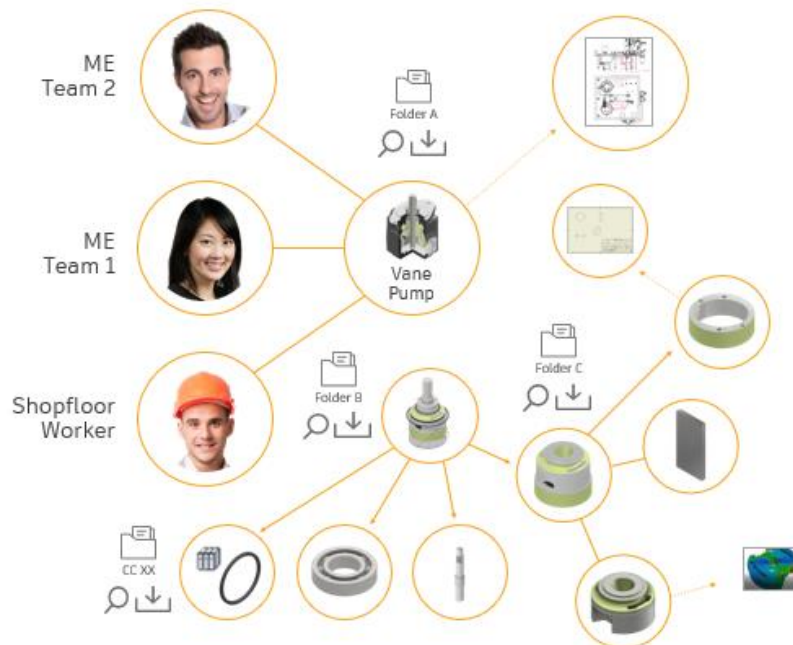 ME
Team 2
Folder A
ME
Team 1
Vane
Pump
Shopfloor
Worker
Folder B
Folder C
CC XX